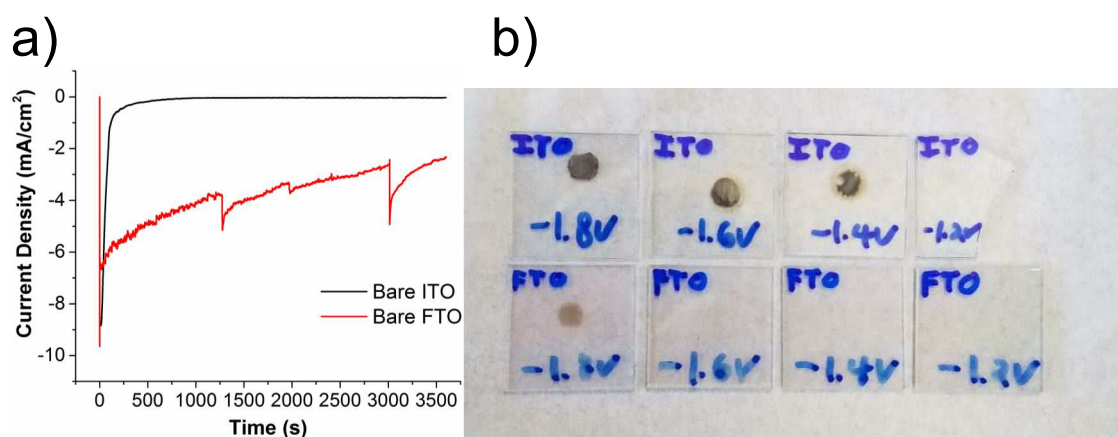 a)
b)
0
-2
-4
-6
-8
-10
Current Density (mA/cm²)
Bare ITO
Bare FTO
0 500 1000 1500 2000 2500 3000 3500
Time (s)
ITO ITO ITO ITO
-1.8V -1.6V -1.4V -1.2V
FTO FTO FTO FTO
-1.8V -1.6V -1.4V -1.2V